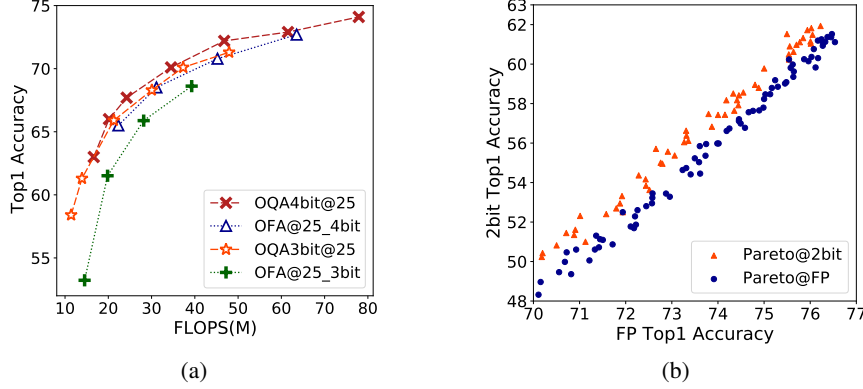 (a)
Top1 Accuracy
75
70
65
60
55
OQA4bit@25
OFA@25_4bit
OQA3bit@25
OFA@25_3bit
10 20 30 40 50 60 70 80
FLOPS(M)
(b)
2bit Top1 Accuracy
63
62
60
58
56
54
52
50
48
Pareto@2bit
Pareto@FP
70 71 72 73 74 75 76 77
FP Top1 Accuracy
(a)
(b)